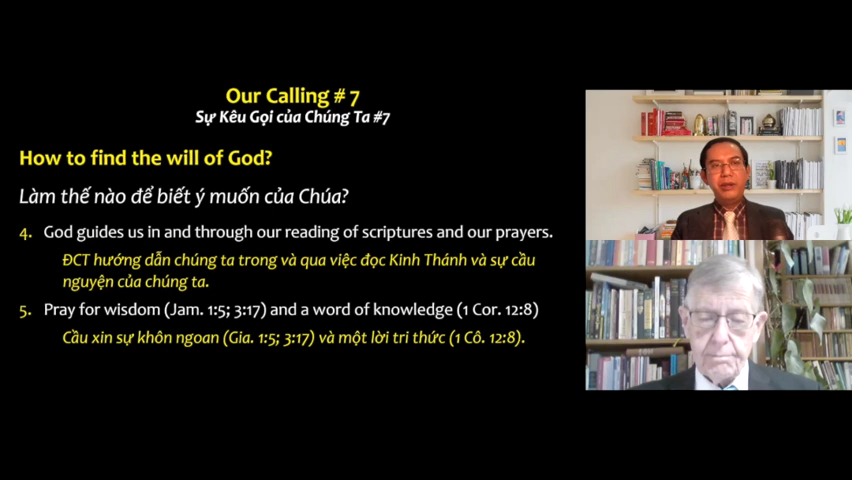 Our Calling # 7
Sự Kêu Gọi của Chúng Ta #7
How to find the will of God?
Làm thế nào để biết ý muốn của Chúa?
4. God guides us in and through our reading of scriptures and our prayers.
ĐCT hướng dẫn chúng ta trong và qua việc đọc Kinh Thánh và sự cầu
nguyện của chúng ta.
5. Pray for wisdom (Jam. 1:5; 3:17) and a word of knowledge (1 Cor. 12:8)
Cầu xin sự khôn ngoan (Gia. 1:5; 3:17) và một lời tri thức (1 Cô. 12:8).